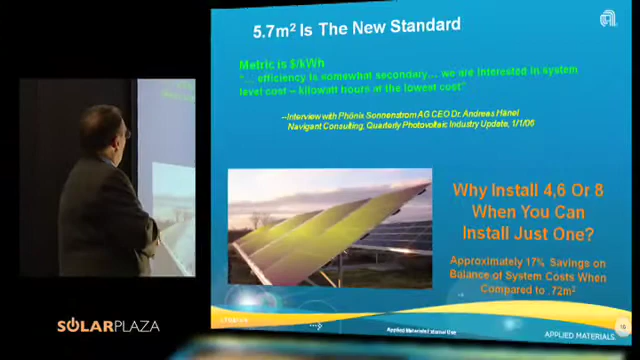 5.7m² Is The New Standard
Metric is $/kWh
"... efficiency is somewhat secondary... we are interested in system
level cost – kilowatt hours at the lowest cost"
–Interview with Phönix Sonnenstrom AG CEO Dr. Andreas Hänel
Navigant Consulting, Quarterly Photovoltaic Industry Update, 1/1/06
Why Install 4,6 Or 8
When You Can
Install Just One?
Approximately 17% Savings on
Balance of System Costs When
Compared to .72m²
SOLARPLAZA
Applied Materials Internal Use
16
APPLIED MATERIALS